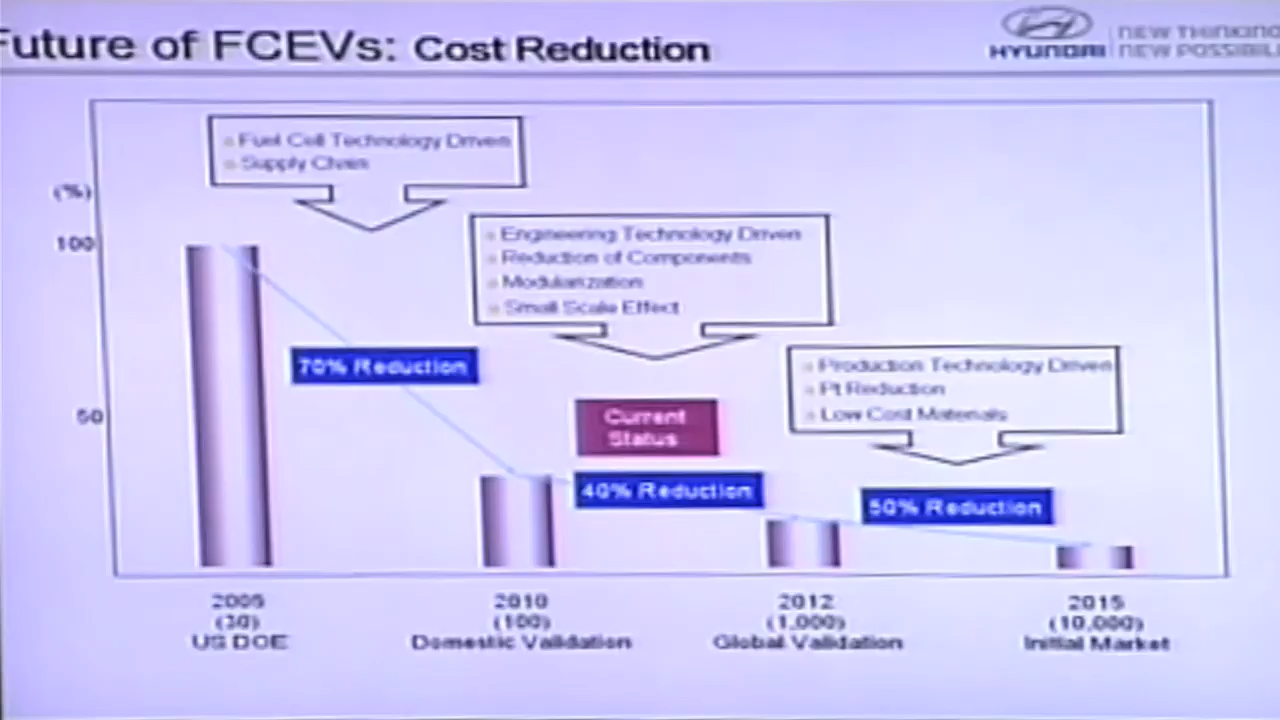 Future of FCEVs: Cost Reduction
HYUNDAI
NEW THINKING
NEW POSSIBIL
Fuel Cell Technology Driven
Supply Chain
(%)
100
Engineering Technology Driven
Reduction of Components
Modularization
Small Scale Effect
70% Reduction
Production Technology Driven
Pt Reduction
Low Cost Materials
50
Current
Status
40% Reduction
50% Reduction
2010
2012
2015
(30)
(100)
(1,000)
(10,000)
US DOE
Domestic Validation
Global Validation
Initial Market